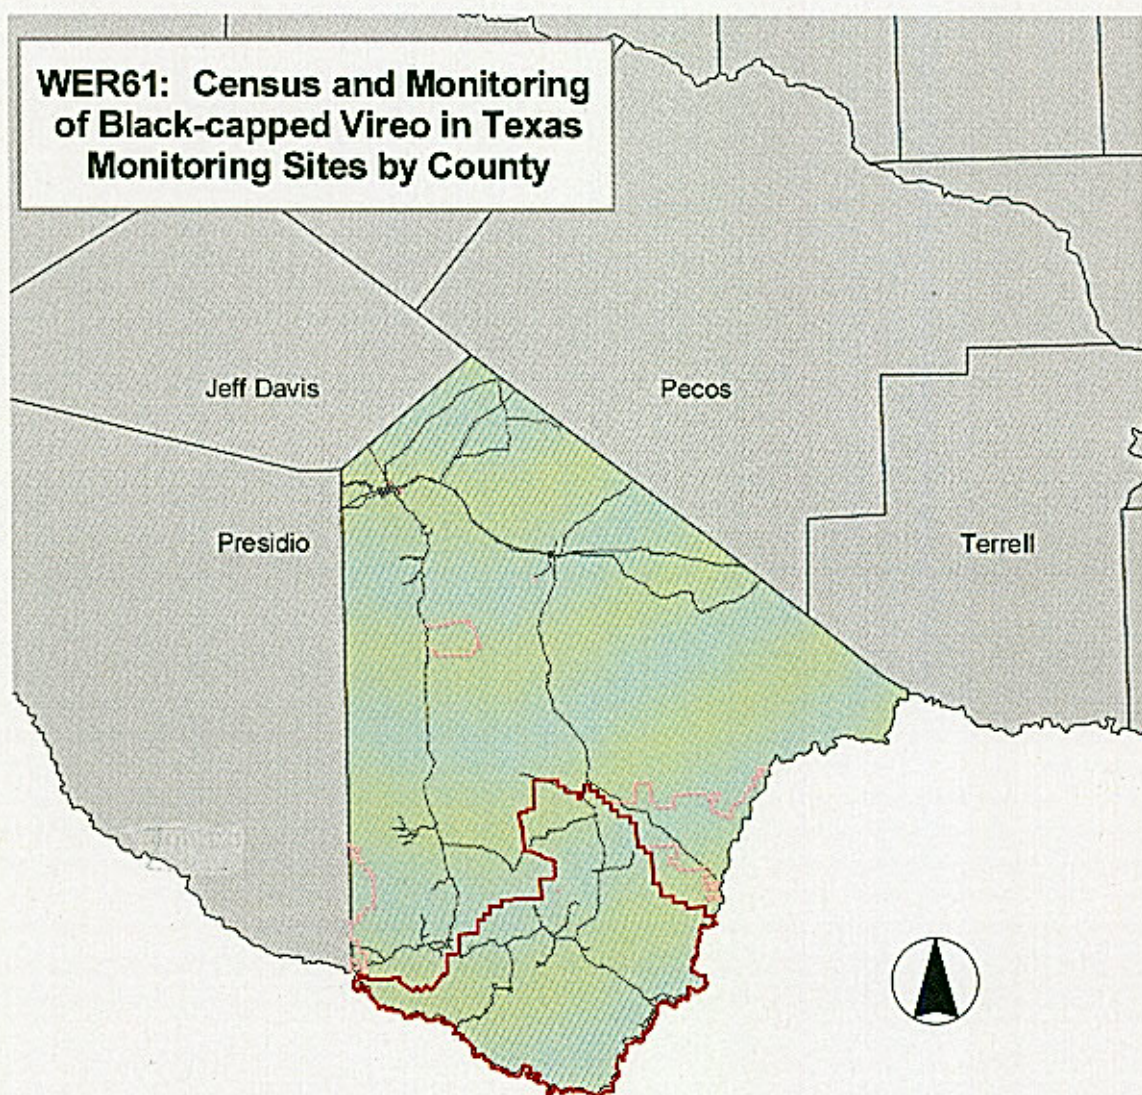 WER61: Census and Monitoring
of Black-capped Vireo in Texas
Monitoring Sites by County
Jeff Davis
Pecos
Presidio
Terrell